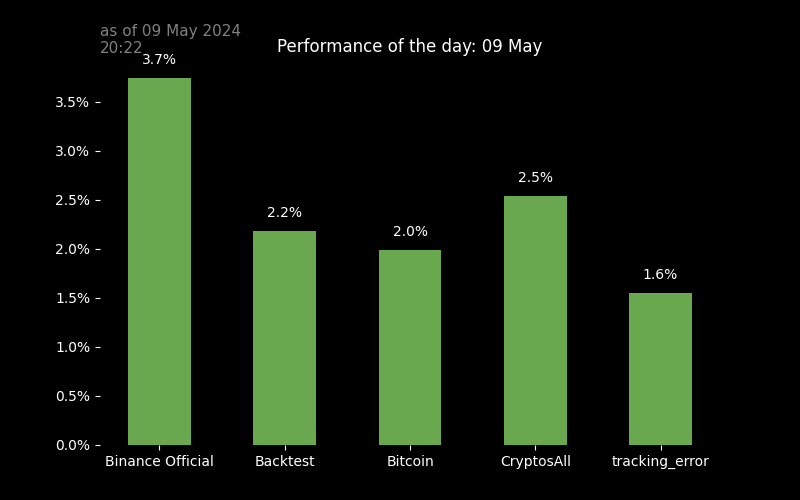 as of 09 May 2024
20:22
Performance of the day: 09 May
3.7%
2.2%
2.0%
2.5%
1.6%
3.5%
3.0%
2.5%
2.0%
1.5%
1.0%
0.5%
0.0%
Binance Official
Backtest
Bitcoin
CryptosAll
tracking_error